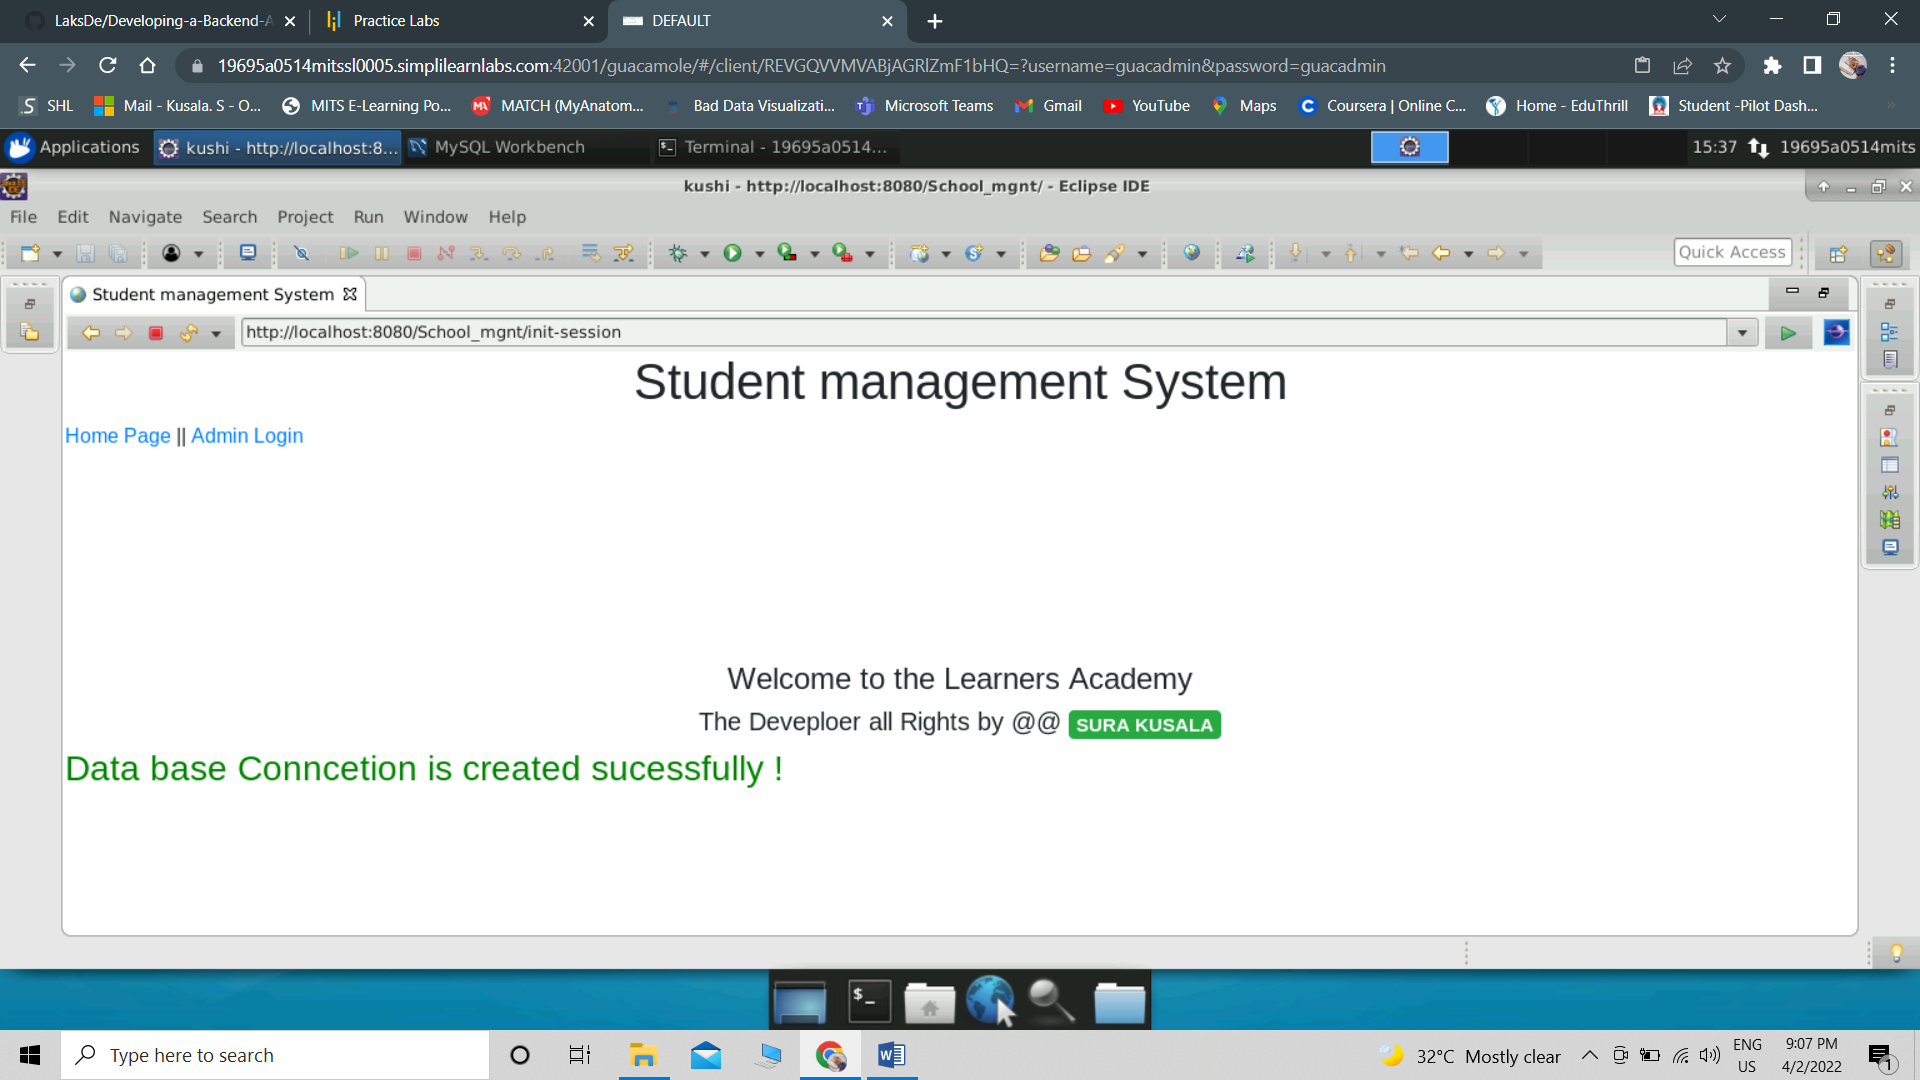 LaksDe/Developing-a-Backend-A
Practice Labs
DEFAULT
19695a0514mitssl0005.simplilearnlabs.com:42001/guacamole/#/client/REVGQVVMVABjAGRlZmF1bHQ=?username=guacadmin&password=guacadmin
SHL
Mail - Kusala. S - O...
MITS E-Learning Po...
MATCH (MyAnatom...
Bad Data Visualizati...
Microsoft Teams
Gmail
YouTube
Maps
Coursera | Online C...
Home - EduThrill
Student -Pilot Dash...
Applications
kushi - http://localhost:8...
MySQL Workbench
Terminal - 19695a0514...
15:37
19695a0514mits
kushi - http://localhost:8080/School_mgnt/ - Eclipse IDE
File Edit Navigate Search Project Run Window Help
Quick Access
Student management System
http://localhost:8080/School_mgnt/init-session
Student management System
Home Page || Admin Login
Welcome to the Learners Academy
The Deveploer all Rights by @@ SURA KUSALA
Data base Conncetion is created sucessfully !
Type here to search
32°C Mostly clear
ENG
US
9:07 PM
4/2/2022
1